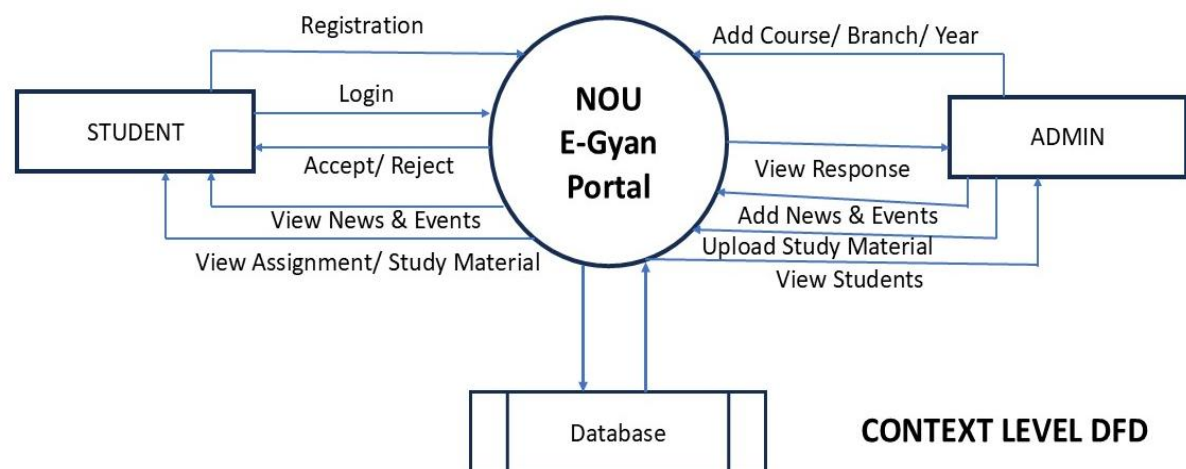 Registration
Add Course/ Branch/ Year
Login
NOU
E-Gyan
Portal
STUDENT
ADMIN
Accept/ Reject
View Response
View News & Events
Add News & Events
Upload Study Material
View Assignment/ Study Material
View Students
Database
CONTEXT LEVEL DFD